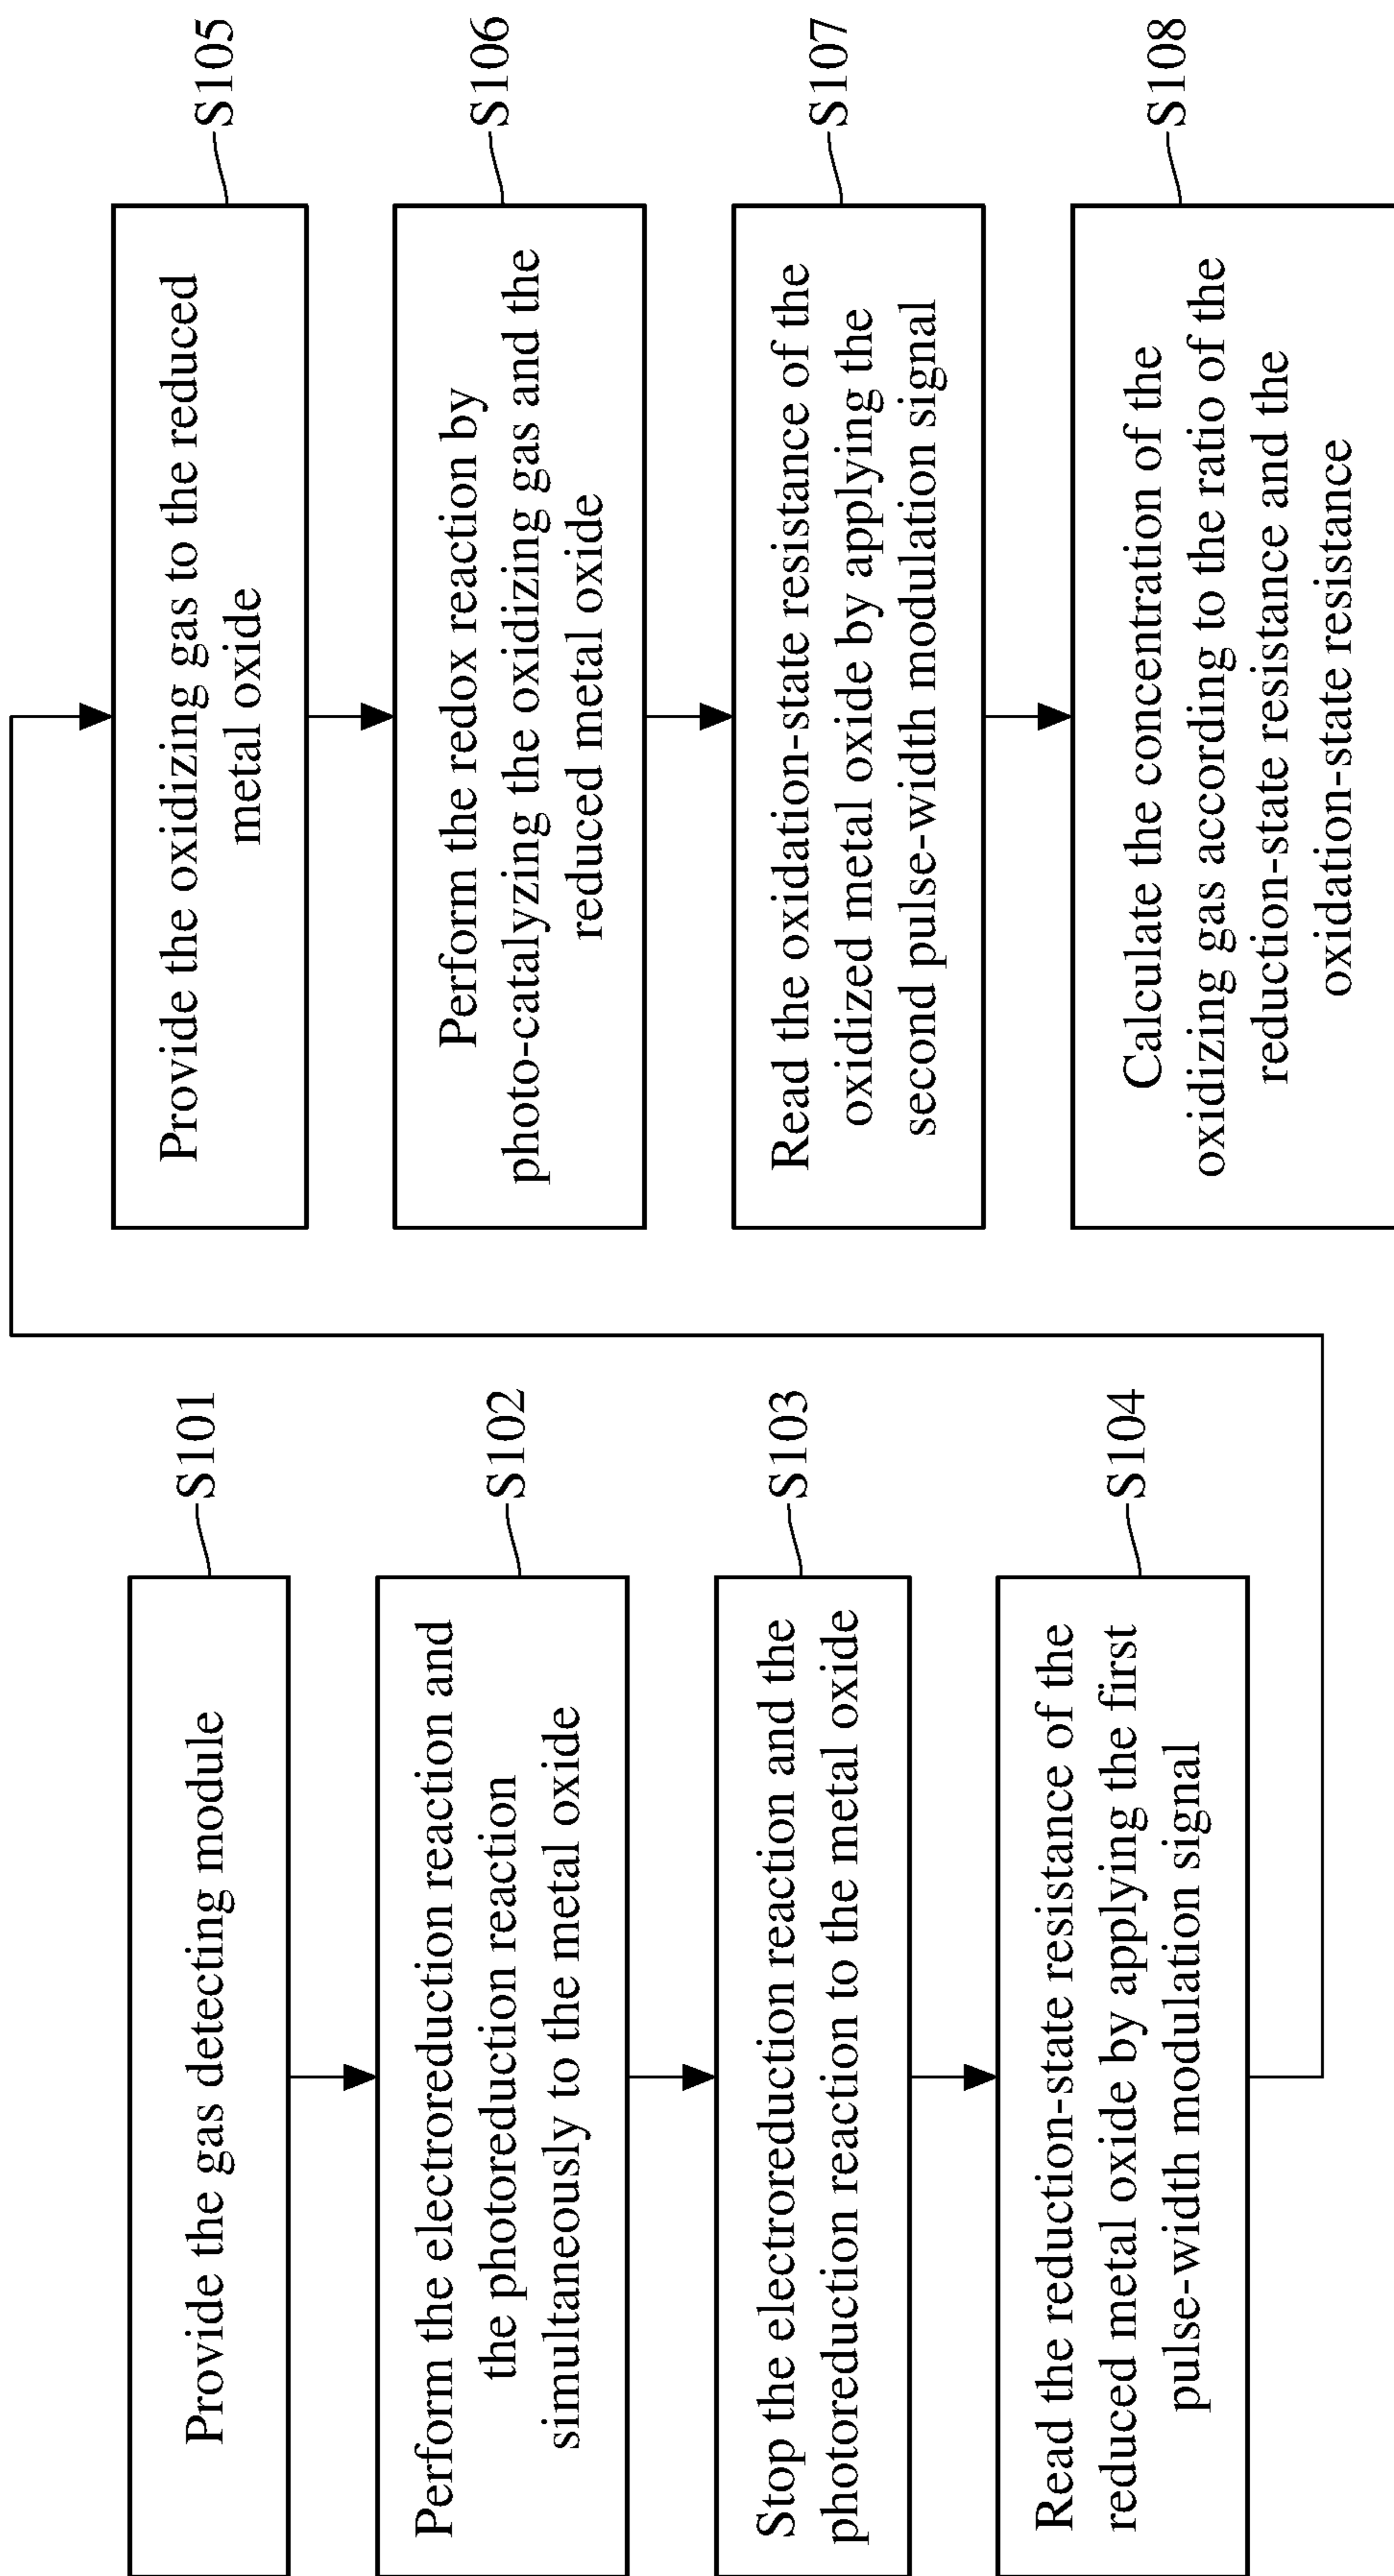 Provide the gas detecting module
S101
Perform the electroreduction reaction and
the photoreduction reaction
simultaneously to the metal oxide
S102
Stop the electroreduction reaction and the
photoreduction reaction to the metal oxide
S103
Read the reduction-state resistance of the
reduced metal oxide by applying the first
pulse-width modulation signal
S104
Provide the oxidizing gas to the reduced
metal oxide
S105
Perform the redox reaction by
photo-catalyzing the oxidizing gas and the
reduced metal oxide
S106
Read the oxidation-state resistance of the
oxidized metal oxide by applying the
second pulse-width modulation signal
S107
Calculate the concentration of the
oxidizing gas according to the ratio of the
reduction-state resistance and the
oxidation-state resistance
S108